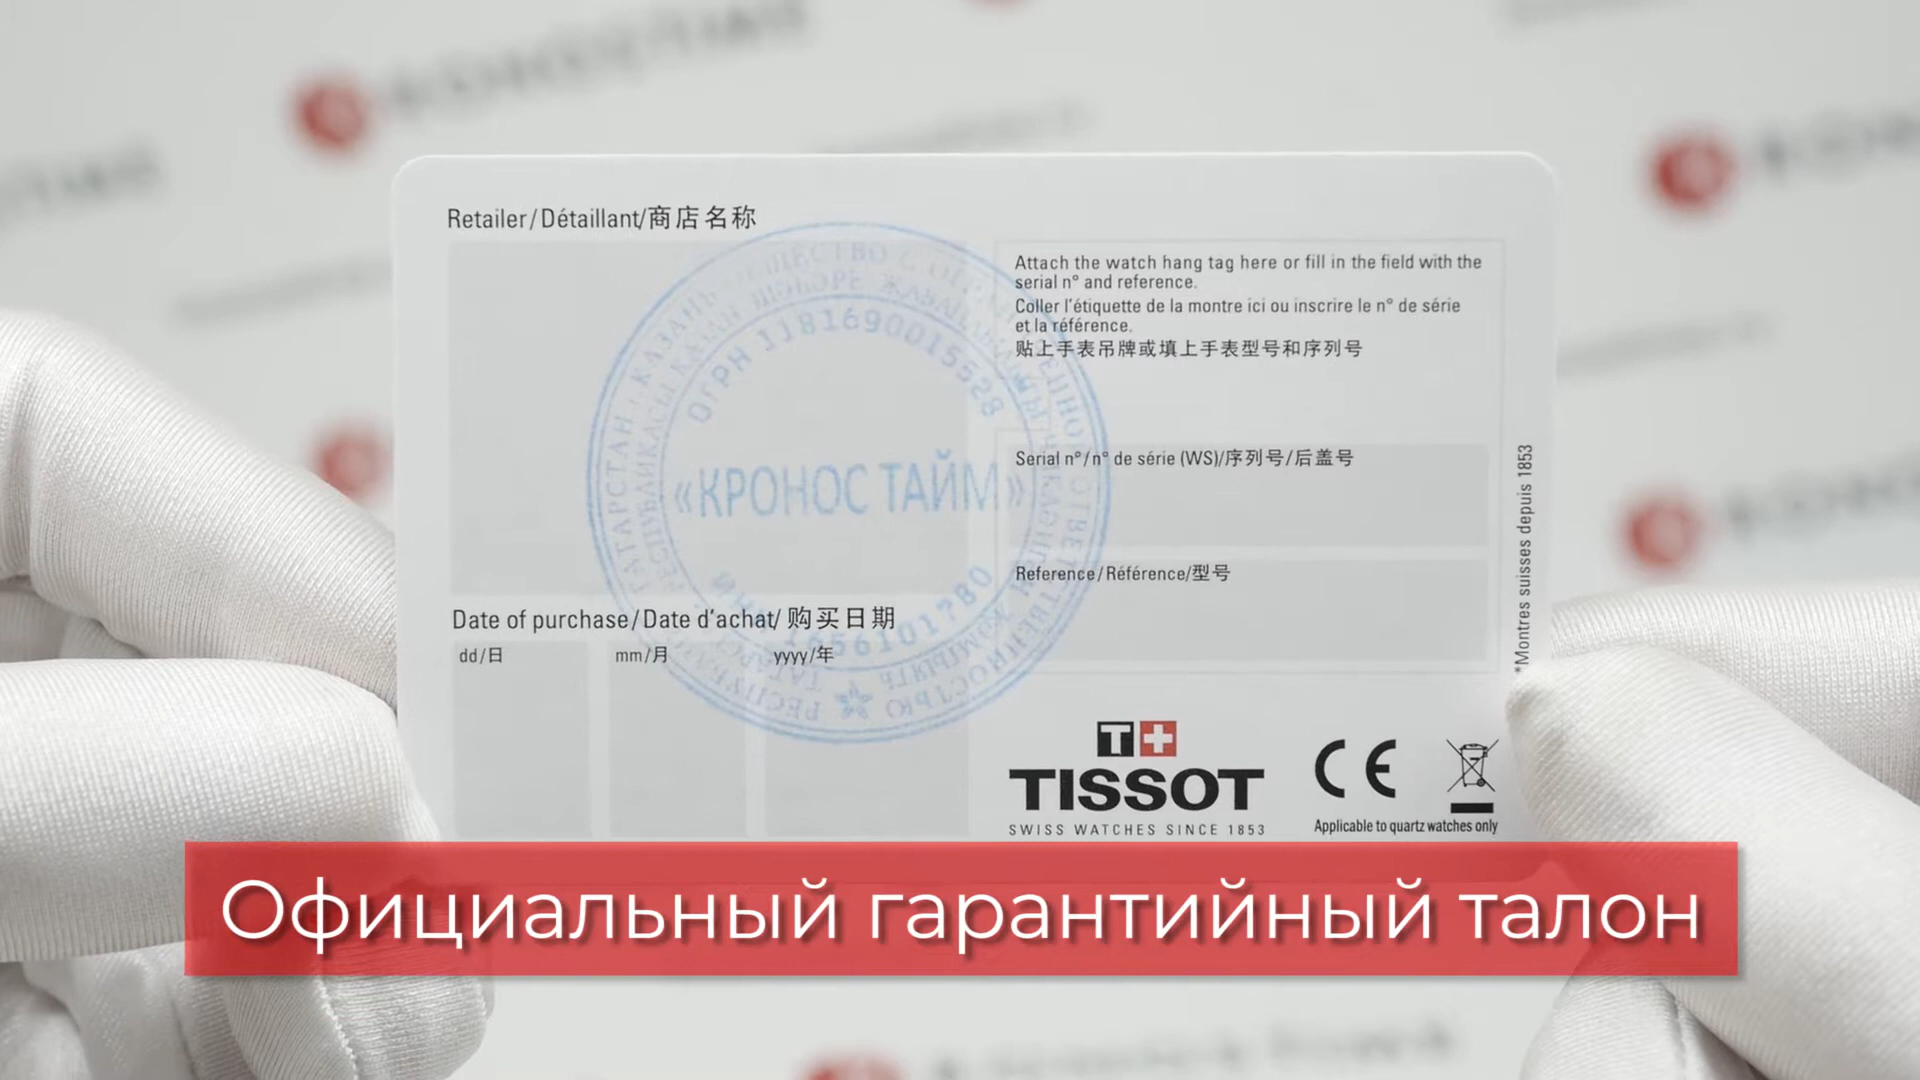 Retailer/Détaillant/商店名称
Attach the watch hang tag here or fill in the field with the
serial n° and reference.
Coller l'étiquette de la montre ici ou inscrire le n° de série
et la référence.
贴上手表吊牌或填上手表型号和序列号
ОГРН 1181690015528
«КРОНОС ТАЙМ»
ТАТАРСТАН
КАЗАНЬ
Serial n°/n° de série (WS)/序列号/后盖号
Reference/Référence/型号
Date of purchase/Date d'achat/购买日期
dd/日
mm/月
yyyy/年
*Montres suisses depuis 1853
T+
TISSOT
SWISS WATCHES SINCE 1853
CE
Applicable to quartz watches only
Официальный гарантийный талон